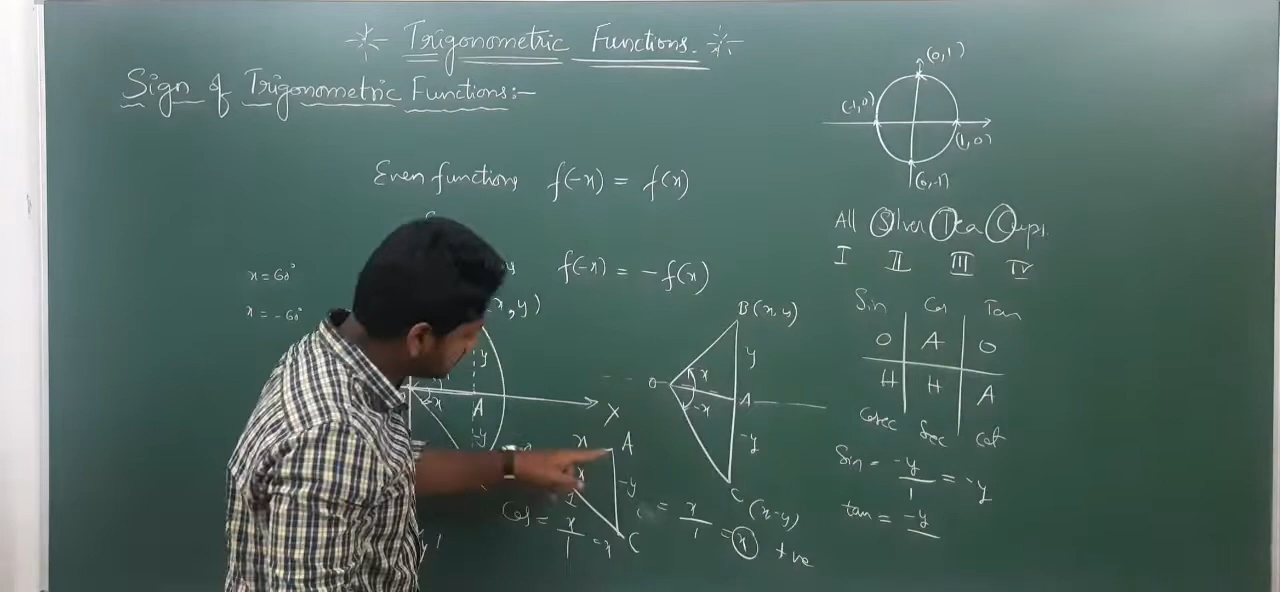 Trigonometric Functions.
Sign of Trigonometric Functions:-
Even functions f(-x) = f(x)
f(-x) = -f(x)
x = 60°
x = -60°
x, y)
y
-x
A
-y
X
x
A
-y
C
Cos = x/1 = x
= x/1 = x +ve
B(x, y)
y
x
O
A
-x
-y
C (x-y)
(0,1)
(-1,0)
(1,0)
(0,-1)
All Silver Tea Cups.
I II III IV
Sin Cos Tan
O A O
H H A
Cosec Sec Cot
Sin = -y/1 = -y
tan = -y